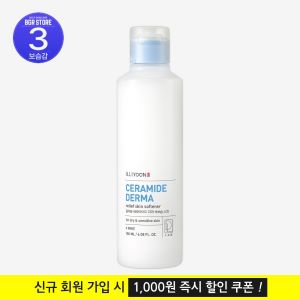 BGR STORE
3
보습감
ILLIYOON
CERAMIDE
DERMA
relief skin softener
for dry & sensitive skin
신규 회원 가입 시 1,000원 즉시 할인 쿠폰 !